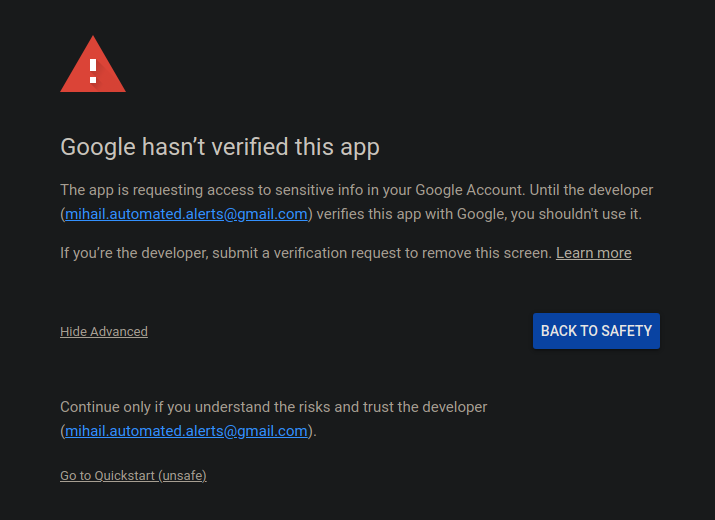 Google hasn’t verified this app
The app is requesting access to sensitive info in your Google Account. Until the developer
(mihail.automated.alerts@gmail.com) verifies this app with Google, you shouldn't use it.
If you’re the developer, submit a verification request to remove this screen. Learn more
Hide Advanced
BACK TO SAFETY
Continue only if you understand the risks and trust the developer
(mihail.automated.alerts@gmail.com).
Go to Quickstart (unsafe)